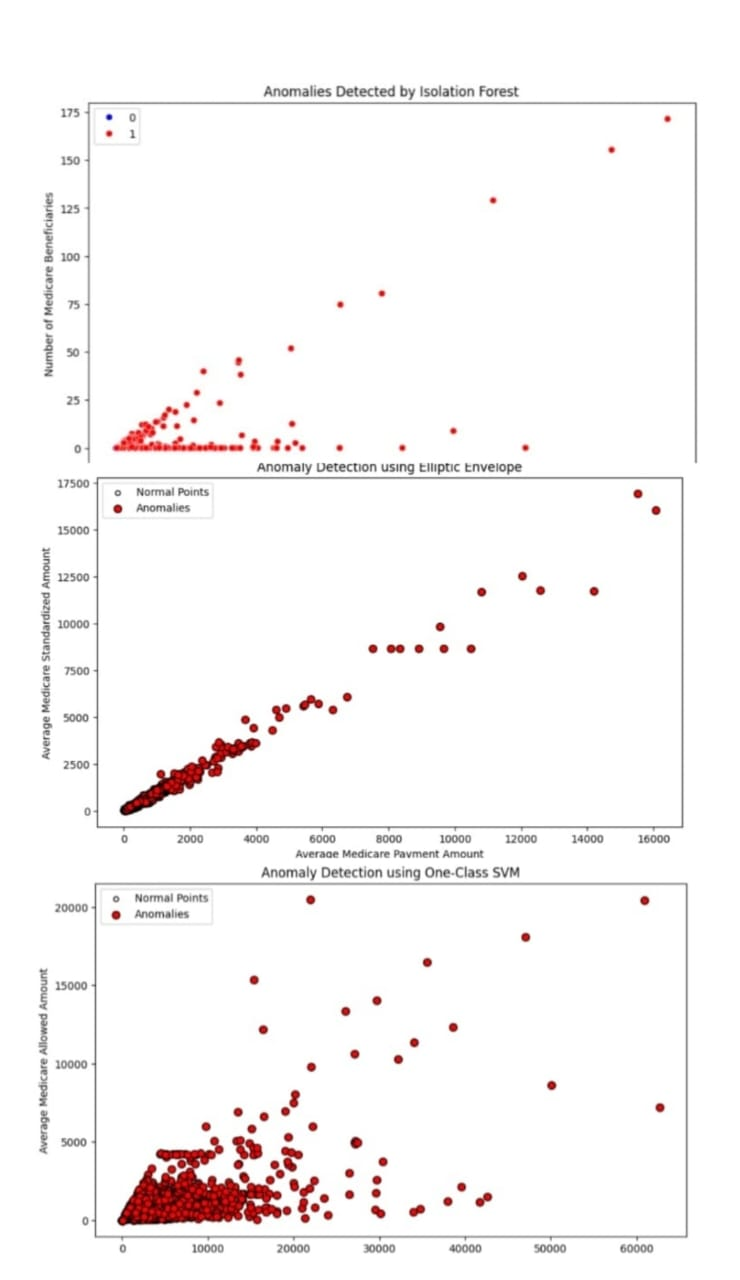 Anomalies Detected by Isolation Forest
175
0
1
150
125
100
75
50
25
0
Number of Medicare Beneficiaries
Anomaly Detection using Elliptic Envelope
17500
Normal Points
Anomalies
15000
12500
10000
7500
5000
2500
0
Average Medicare Standardized Amount
0 2000 4000 6000 8000 10000 12000 14000 16000
Average Medicare Payment Amount
Anomaly Detection using One-Class SVM
Normal Points
Anomalies
20000
15000
10000
5000
0
Average Medicare Allowed Amount
0 10000 20000 30000 40000 50000 60000